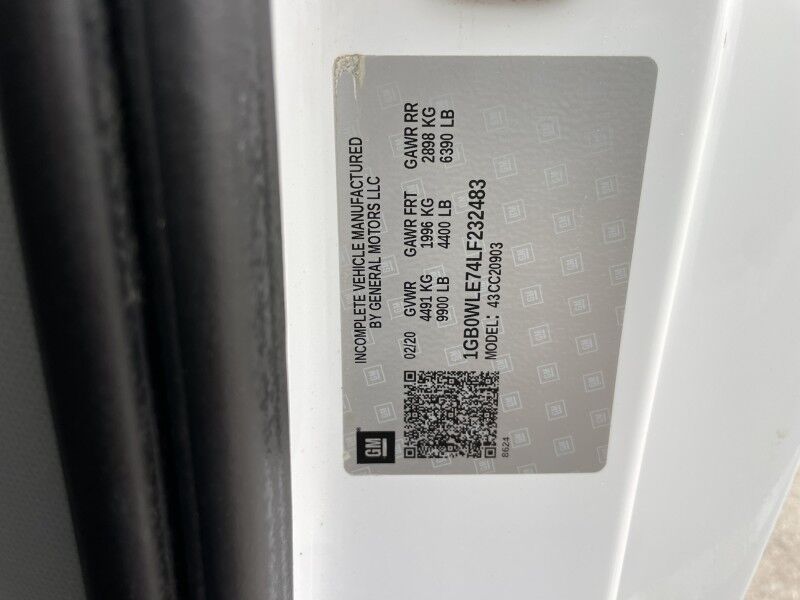 INCOMPLETE VEHICLE MANUFACTURED
BY GENERAL MOTORS LLC
02/20 GVWR GAWR FRT GAWR RR
4491 KG 1996 KG 2898 KG
9900 LB 4400 LB 6390 LB
1GB0WLE74LF232483
MODEL: 43CC20903
GM
8624